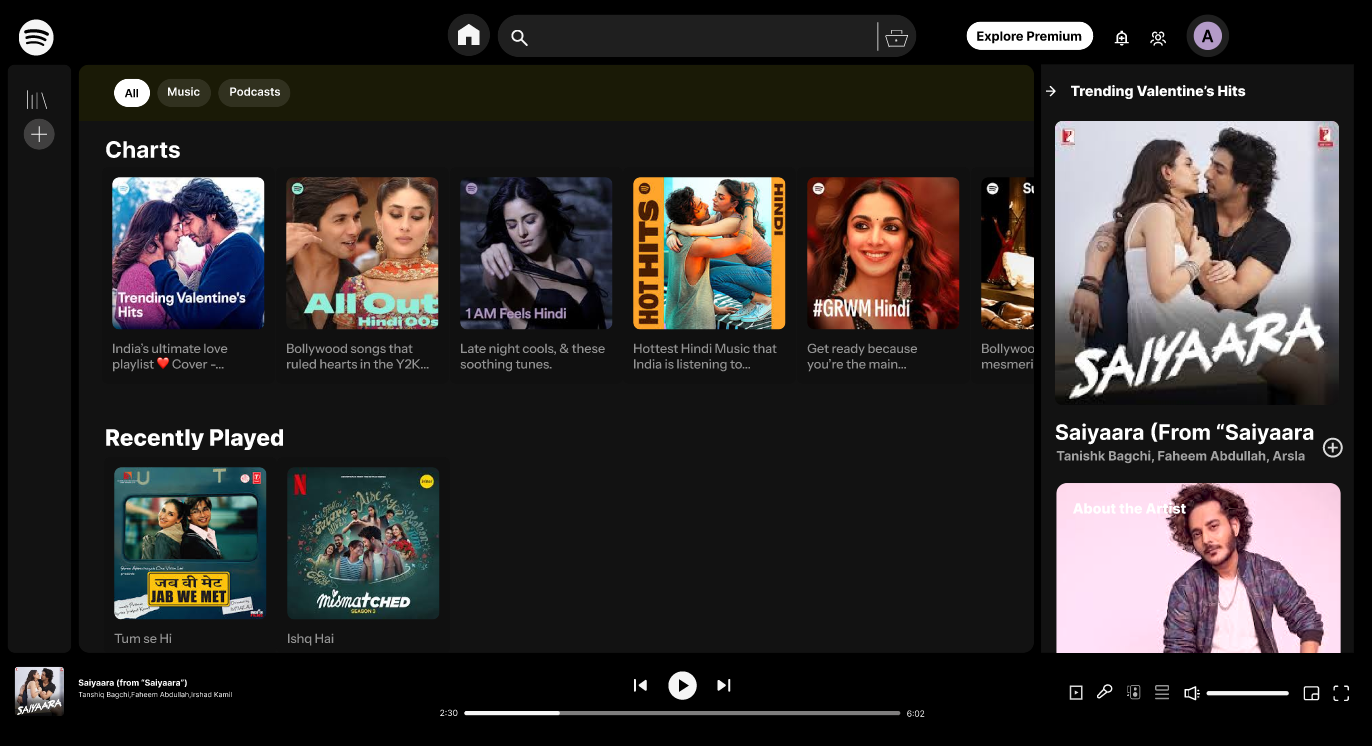 Explore Premium
A
All
Music
Podcasts
Charts
Trending Valentine's
Hits
India's ultimate love
playlist ❤️ Cover -...
All Out
Hindi 00s
Bollywood songs that
ruled hearts in the Y2K...
1 AM Feels Hindi
Late night cools, & these
soothing tunes.
HOT HITS
HINDI
Hottest Hindi Music that
India is listening to...
#GRWM Hindi
Get ready because
you're the main...
Su
Bollywoo
mesmeri
Recently Played
U T
जब वी मेट
JAB WE MET
Tum se Hi
N
mismatched
SEASON 3
Ishq Hai
Trending Valentine's Hits
SAIYAARA
Saiyaara (From “Saiyaara
Tanishk Bagchi, Faheem Abdullah, Arsla
About the Artist
SAIYAARA
Saiyaara (from “Saiyaara”)
Tanshiq Bagchi,Faheem Abdullah,Irshad Kamil
2:30
6:02